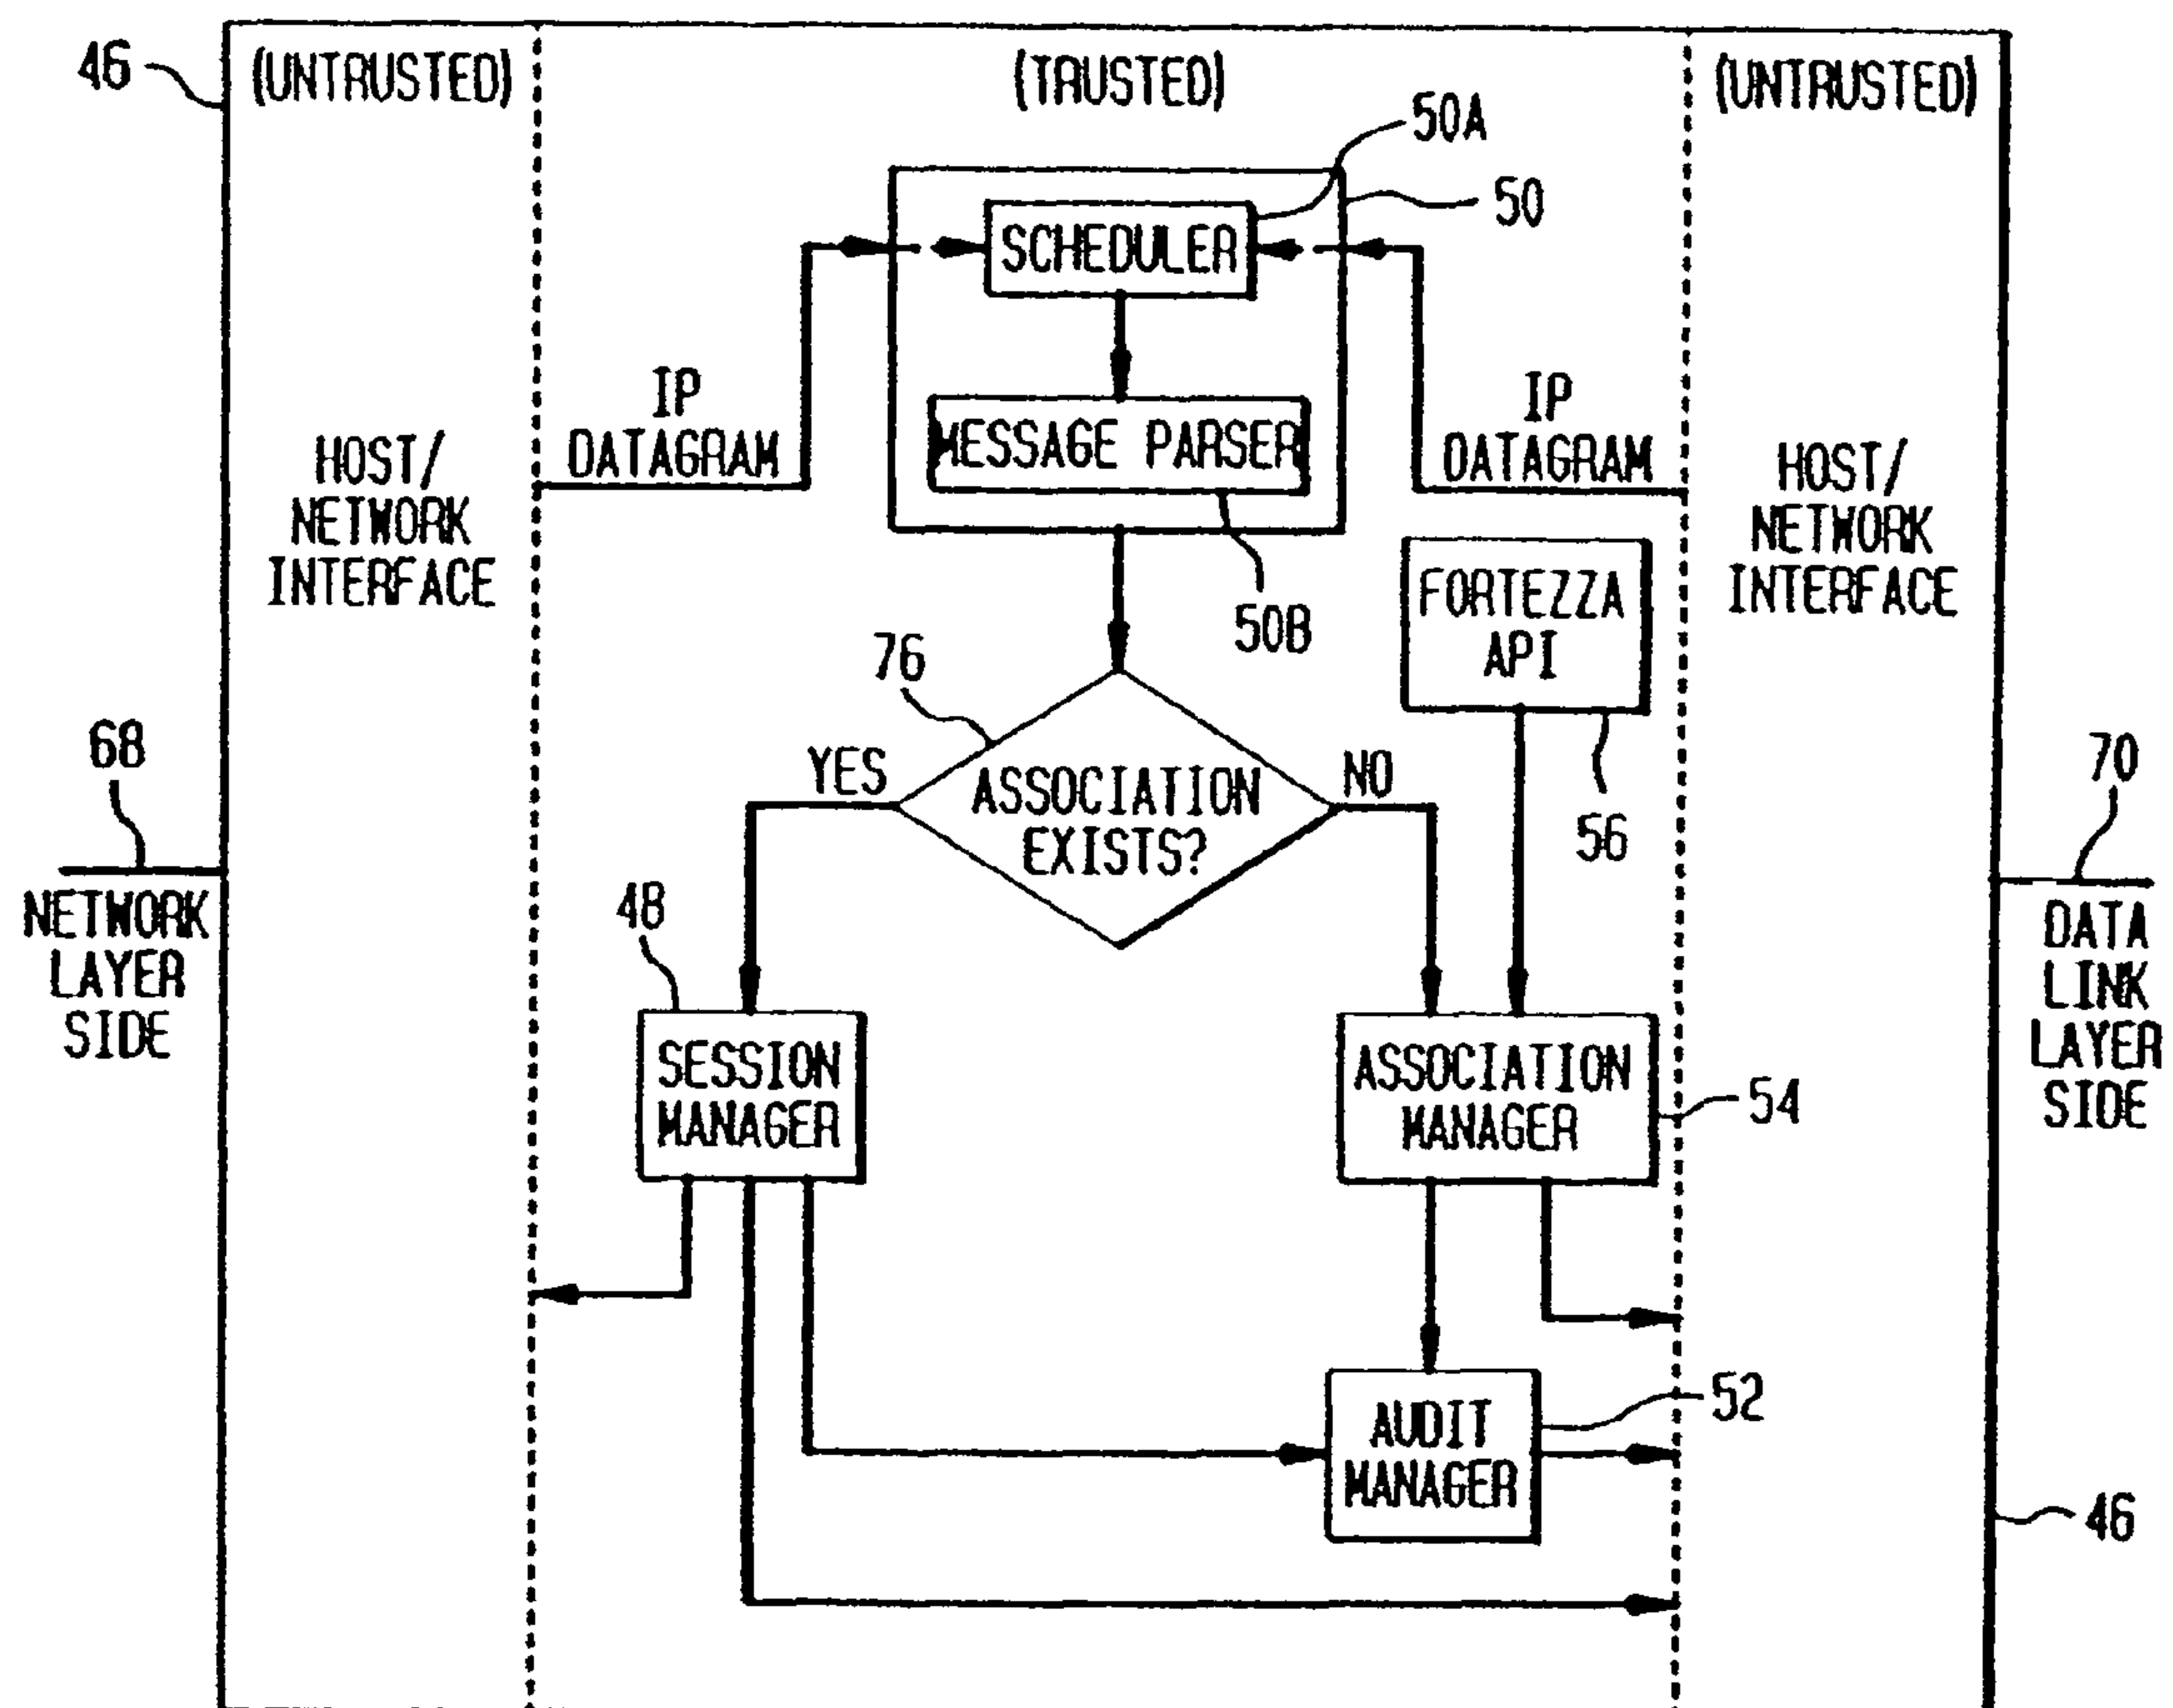 46
(UNTRUSTED)
(TRUSTED)
(UNTRUSTED)
50A
50
SCHEDULER
IP
DATAGRAM
MESSAGE PARSER
IP
DATAGRAM
HOST/
NETWORK
INTERFACE
HOST/
NETWORK
INTERFACE
FORTEZZA
API
50B
76
56
YES
ASSOCIATION
EXISTS?
NO
68
NETWORK
LAYER
SIDE
70
DATA
LINK
LAYER
SIDE
48
SESSION
MANAGER
ASSOCIATION
MANAGER
54
AUDIT
MANAGER
52
46